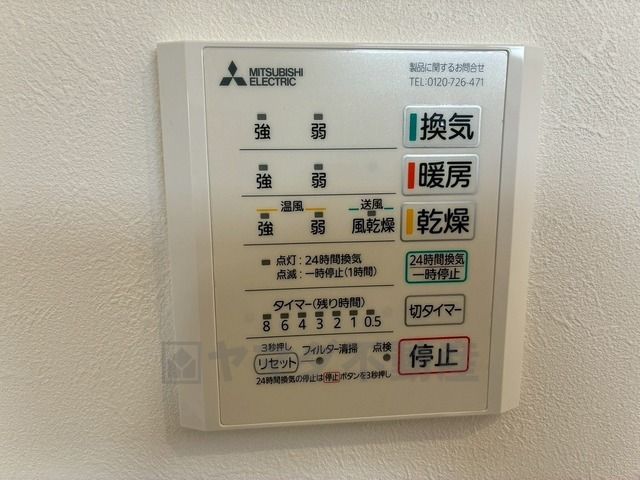 MITSUBISHI
ELECTRIC
製品に関するお問合せ
TEL:0120-726-471
強 弱 換気
強 弱 暖房
温風 送風
強 弱 風乾燥 乾燥
点灯：24時間換気
点滅：一時停止(1時間)
24時間換気
一時停止
タイマー(残り時間)
8 6 4 3 2 1 0.5
切タイマー
3秒押し
リセット フィルター清掃 点検
停止
24時間換気の停止は停止ボタンを3秒押し